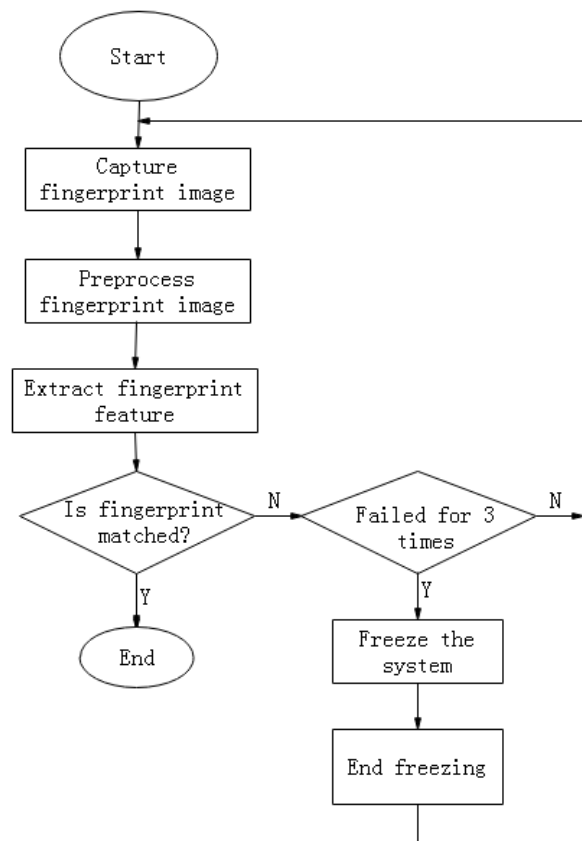 Start
Capture
fingerprint image
Preprocess
fingerprint image
Extract fingerprint
feature
Is fingerprint
matched?
N
Failed for 3
times
N
Y
Y
End
Freeze the
system
End freezing